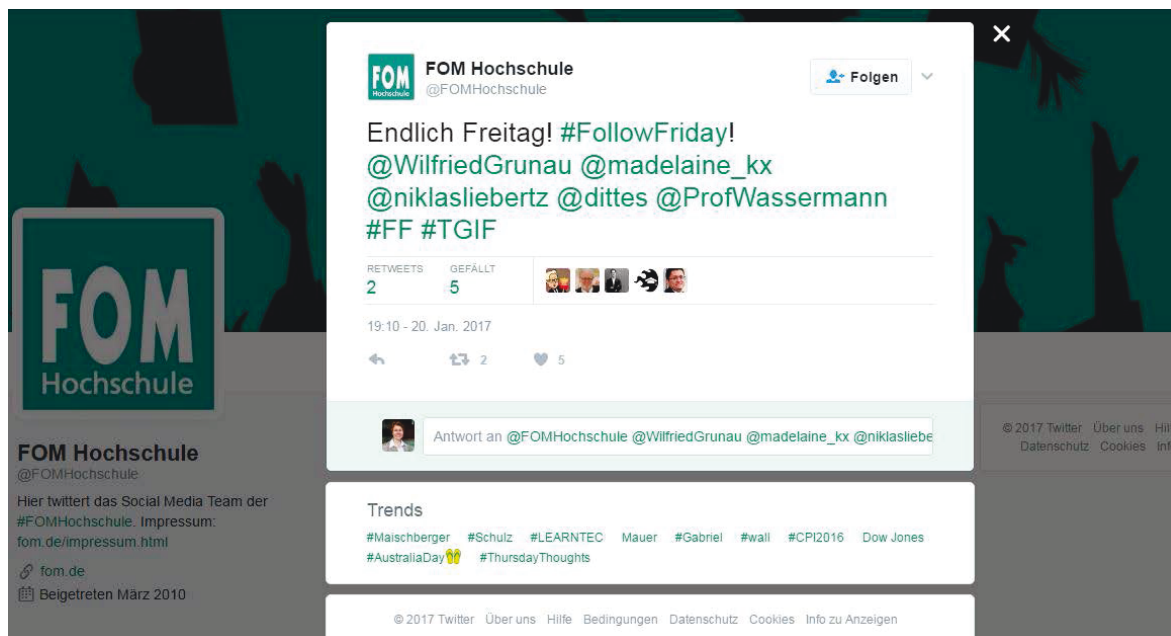 FOM
Hochschule
FOM Hochschule
@FOMHochschule
Folgen
Endlich Freitag! #FollowFriday!
@WilfriedGrunau @madelaine_kx
@niklasliebertz @dittes @ProfWassermann
#FF #TGIF
RETWEETS GEFÄLLT
2 5
19:10 - 20. Jan. 2017
2 5
Antwort an @FOMHochschule @WilfriedGrunau @madelaine_kx @niklasliebe
Trends
#Maischberger #Schulz #LEARNTEC Mauer #Gabriel #wall #CPI2016 Dow Jones
#AustraliaDay #ThursdayThoughts
© 2017 Twitter Über uns Hilfe Bedingungen Datenschutz Cookies Info zu Anzeigen
FOM
Hochschule
FOM Hochschule
@FOMHochschule
Hier twittert das Social Media Team der
#FOMHochschule. Impressum:
fom.de/impressum.html
fom.de
Beigetreten März 2010
© 2017 Twitter Über uns Hil
Datenschutz Cookies Inf